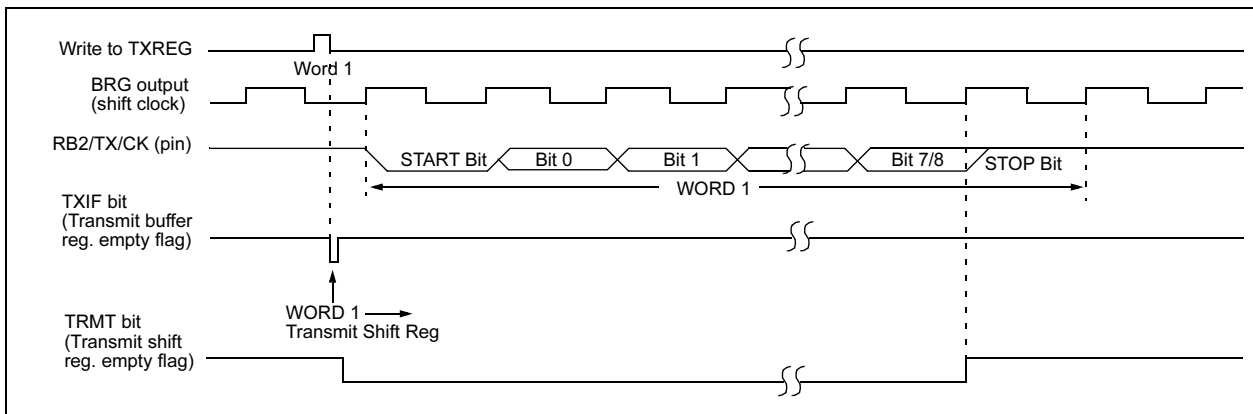 Write to TXREG
Word 1
BRG output
(shift clock)
RB2/TX/CK (pin)
START Bit
Bit 0
Bit 1
Bit 7/8
STOP Bit
WORD 1
TXIF bit
(Transmit buffer
reg. empty flag)
WORD 1
Transmit Shift Reg
TRMT bit
(Transmit shift
reg. empty flag)